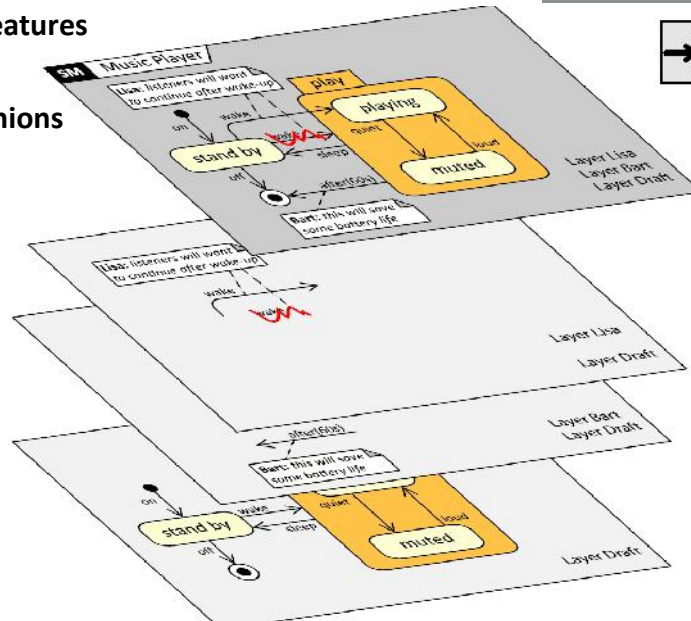 eatures
nions
SM Music Player
Lisa: listeners will want
to continue after wake-up
play
on
wake
playing
wake
quiet
loud
stand by
sleep
muted
off
after(60s)
Layer Lisa
Layer Bart
Layer Draft
Bart: this will save
some battery life
Lisa: listeners will want
to continue after wake-up
wake
wake
Layer Lisa
Layer Draft
after(60s)
Layer Bart
Layer Draft
Bart: this will save
some battery life
on
wake
quiet
loud
stand by
sleep
muted
off
Layer Draft